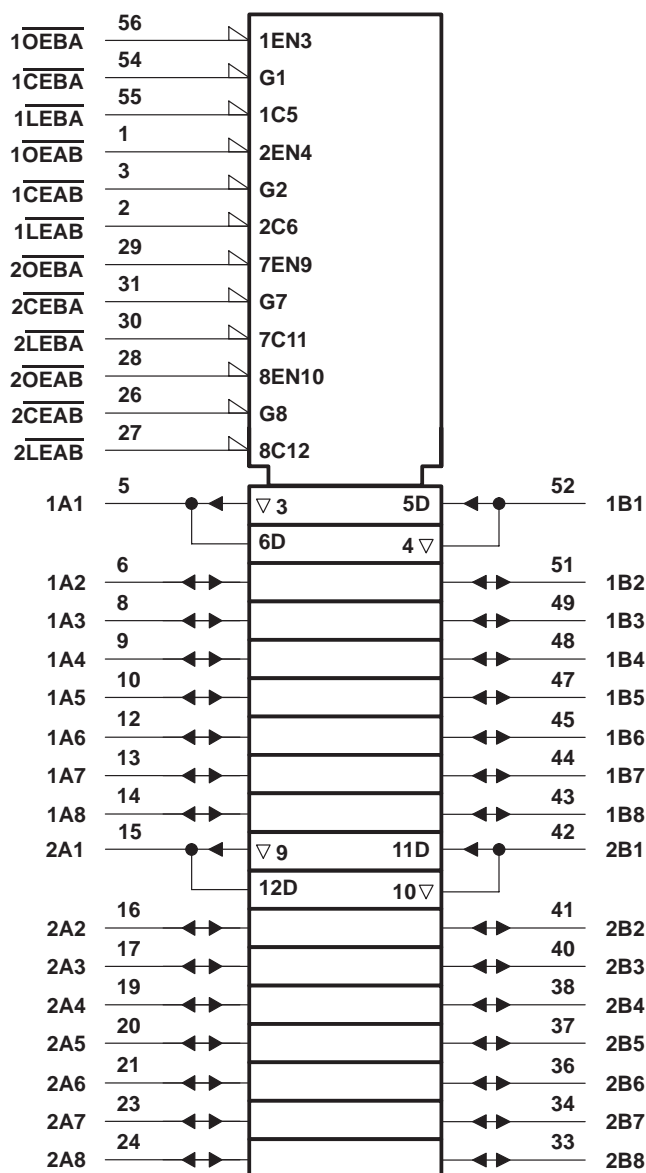 1OEBA 56 1EN3
1CEBA 54 G1
1LEBA 55 1C5
1OEAB 1 2EN4
1CEAB 3 G2
1LEAB 2 2C6
2OEBA 29 7EN9
2CEBA 31 G7
2LEBA 30 7C11
2OEAB 28 8EN10
2CEAB 26 G8
2LEAB 27 8C12
1A1 5 ▽ 3 5D 52 1B1
6D 4 ▽
1A2 6 51 1B2
1A3 8 49 1B3
1A4 9 48 1B4
1A5 10 47 1B5
1A6 12 45 1B6
1A7 13 44 1B7
1A8 14 43 1B8
2A1 15 ▽ 9 11D 42 2B1
12D 10 ▽
2A2 16 41 2B2
2A3 17 40 2B3
2A4 19 38 2B4
2A5 20 37 2B5
2A6 21 36 2B6
2A7 23 34 2B7
2A8 24 33 2B8